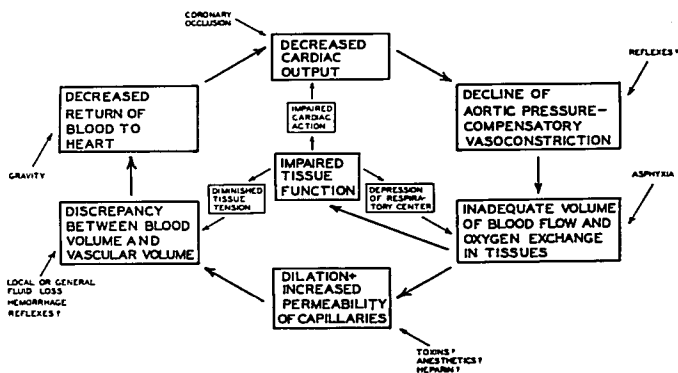 CORONARY
OCCLUSION
DECREASED
CARDIAC
OUTPUT
REFLEXES?
DECREASED
RETURN OF
BLOOD TO
HEART
IMPAIRED
CARDIAC
ACTION
DECLINE OF
AORTIC PRESSURE-
COMPENSATORY
VASOCONSTRICTION
GRAVITY
IMPAIRED
TISSUE
FUNCTION
ASPHYXIA
DIMINISHED
TISSUE
TENSION
DEPRESSION
OF RESPIRA-
TORY CENTER
DISCREPANCY
BETWEEN BLOOD
VOLUME AND
VASCULAR VOLUME
INADEQUATE VOLUME
OF BLOOD FLOW AND
OXYGEN EXCHANGE
IN TISSUES
LOCAL OR GENERAL
FLUID LOSS
HEMORRHAGE
REFLEXES?
DILATION+
INCREASED
PERMEABILITY
OF CAPILLARIES
TOXINS?
ANESTHETICS?
HEPARIN?